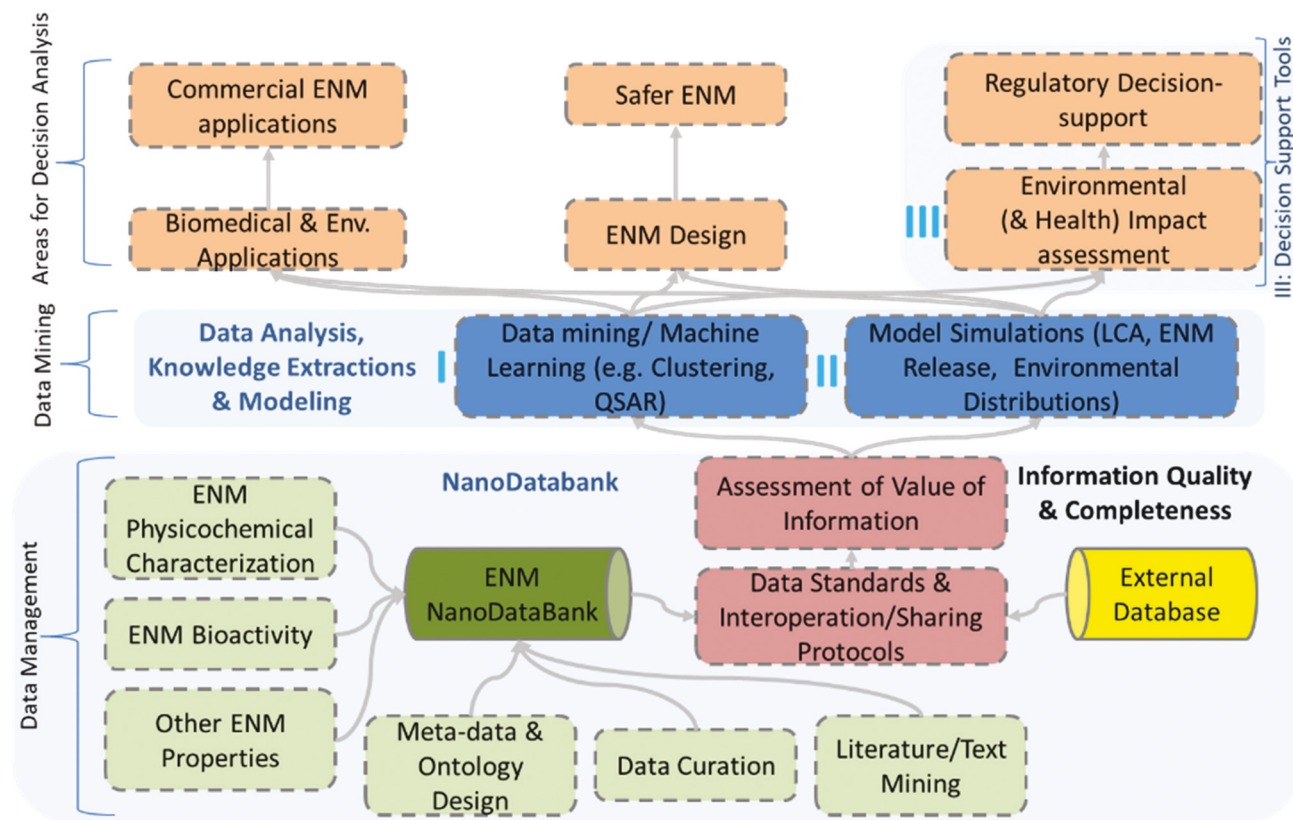 Areas for Decision Analysis
Commercial ENM
applications
Safer ENM
Regulatory Decision-
support
Biomedical & Env.
Applications
ENM Design
III
Environmental
(& Health) Impact
assessment
III: Decision Support Tools
Data Mining
Data Analysis,
Knowledge Extractions
& Modeling
I
Data mining/ Machine
Learning (e.g. Clustering,
QSAR)
II
Model Simulations (LCA, ENM
Release, Environmental
Distributions)
Data Management
ENM
Physicochemical
Characterization
ENM Bioactivity
Other ENM
Properties
NanoDatabank
ENM
NanoDataBank
Assessment of Value of
Information
Information Quality
& Completeness
Data Standards &
Interoperation/Sharing
Protocols
External
Database
Meta-data &
Ontology
Design
Data Curation
Literature/Text
Mining